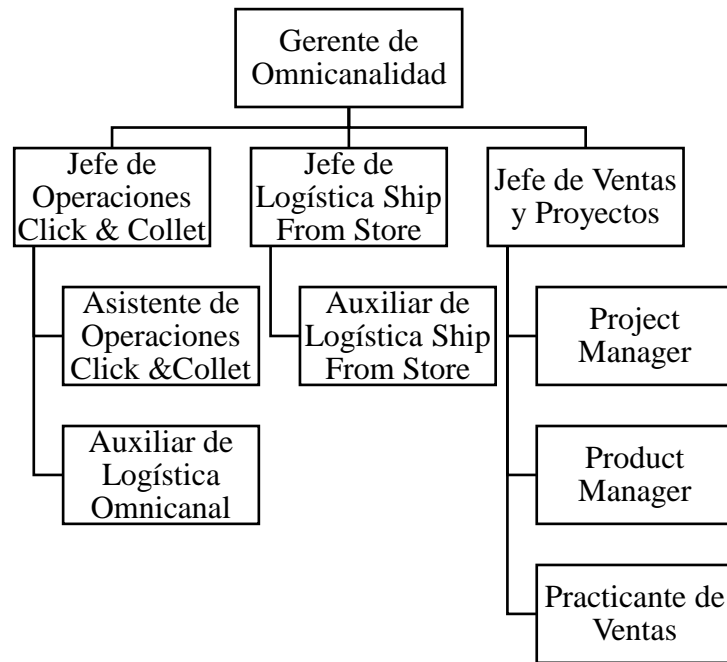 Gerente de
Omnicanalidad
Jefe de
Operaciones
Click & Collet
Jefe de
Logística Ship
From Store
Jefe de Ventas
y Proyectos
Asistente de
Operaciones
Click &Collet
Auxiliar de
Logística Ship
From Store
Project
Manager
Auxiliar de
Logística
Omnicanal
Product
Manager
Practicante de
Ventas